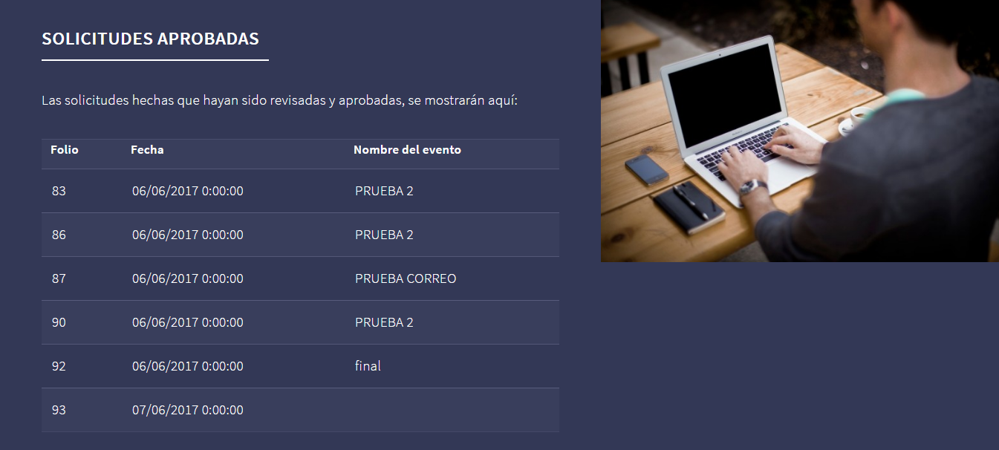 SOLICITUDES APROBADAS
Las solicitudes hechas que hayan sido revisadas y aprobadas, se mostrarán aquí:
Folio Fecha Nombre del evento
83 06/06/2017 0:00:00 PRUEBA 2
86 06/06/2017 0:00:00 PRUEBA 2
87 06/06/2017 0:00:00 PRUEBA CORREO
90 06/06/2017 0:00:00 PRUEBA 2
92 06/06/2017 0:00:00 final
93 07/06/2017 0:00:00